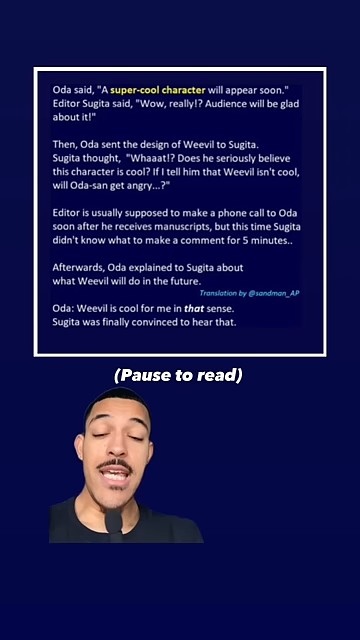 Oda said, "A super-cool character will appear soon."
Editor Sugita said, "Wow, really!? Audience will be glad
about it!"
Then, Oda sent the design of Weevil to Sugita.
Sugita thought,  "Whaaat!? Does he seriously believe
this character is cool? If I tell him that Weevil isn't cool,
will Oda-san get angry...?"
Editor is usually supposed to make a phone call to Oda
soon after he receives manuscripts, but this time Sugita
didn't know what to make a comment for 5 minutes..
Afterwards, Oda explained to Sugita about
what Weevil will do in the future.
Translation by @sandman_AP
Oda: Weevil is cool for me in that sense.
Sugita was finally convinced to hear that.
(Pause to read)